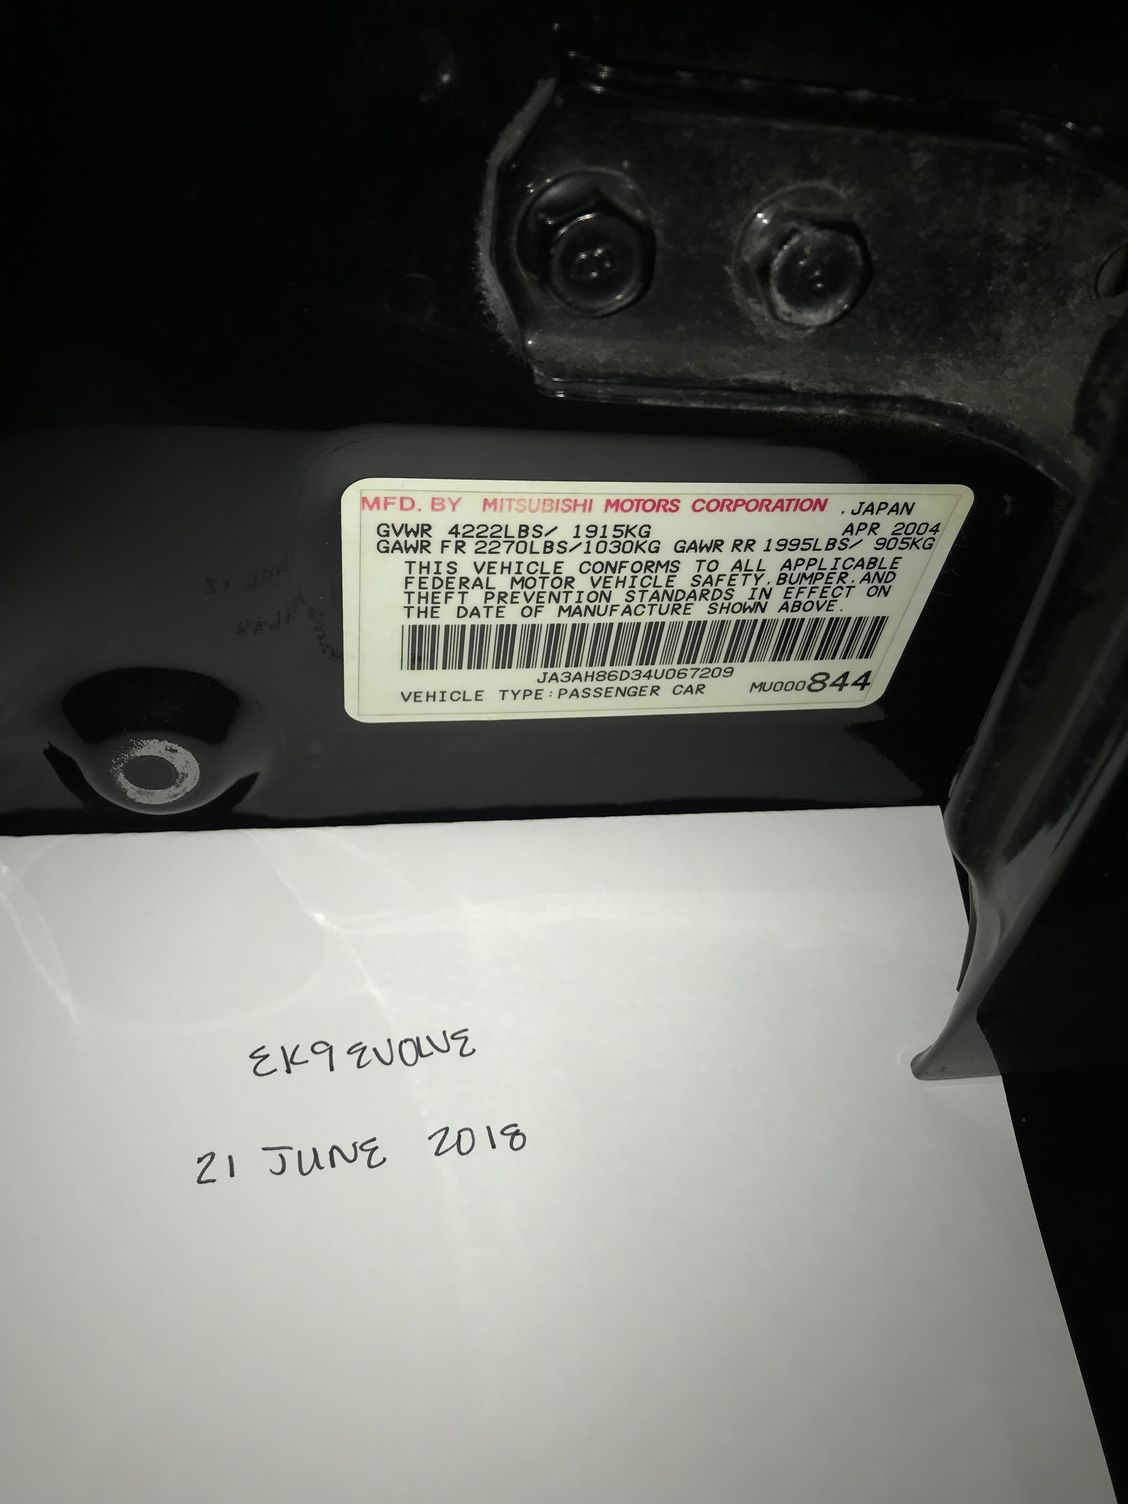 MFD. BY MITSUBISHI MOTORS CORPORATION , JAPAN
GVWR 4222LBS/ 1915KG APR 2004
GAWR FR 2270LBS/1030KG GAWR RR 1995LBS/ 905KG
THIS VEHICLE CONFORMS TO ALL APPLICABLE
FEDERAL MOTOR VEHICLE SAFETY, BUMPER, AND
THEFT PREVENTION STANDARDS IN EFFECT ON
THE DATE OF MANUFACTURE SHOWN ABOVE.
JA3AH86D34U067209
VEHICLE TYPE:PASSENGER CAR MU000844
EK9EVOLVE
21 JUNE 2018